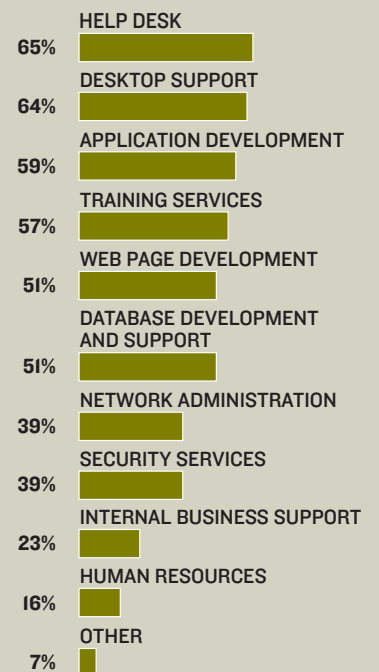 HELP DESK
65%
DESKTOP SUPPORT
64%
APPLICATION DEVELOPMENT
59%
TRAINING SERVICES
57%
WEB PAGE DEVELOPMENT
51%
DATABASE DEVELOPMENT
AND SUPPORT
51%
NETWORK ADMINISTRATION
39%
SECURITY SERVICES
39%
INTERNAL BUSINESS SUPPORT
23%
HUMAN RESOURCES
16%
OTHER
7%